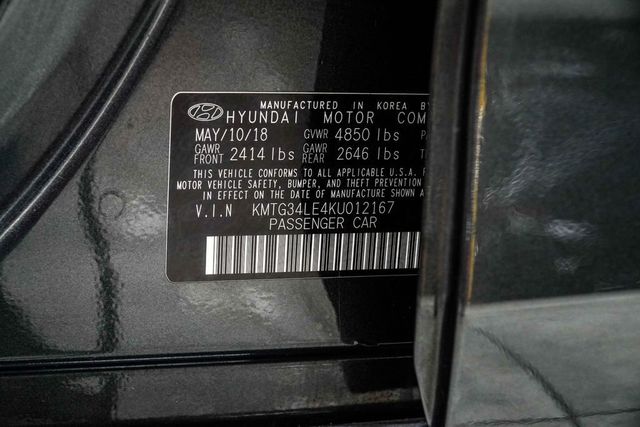 MANUFACTURED IN KOREA BY
HYUNDAI MOTOR COM
MAY/10/18 GVWR 4850 lbs
GAWR FRONT 2414 lbs GAWR REAR 2646 lbs
THIS VEHICLE CONFORMS TO ALL APPLICABLE U.S.A. F
MOTOR VEHICLE SAFETY, BUMPER, AND THEFT PREVENTION
IN EFFECT ON THE DATE OF MANUFACTURE
V.I.N KMTG34LE4KU012167
PASSENGER CAR